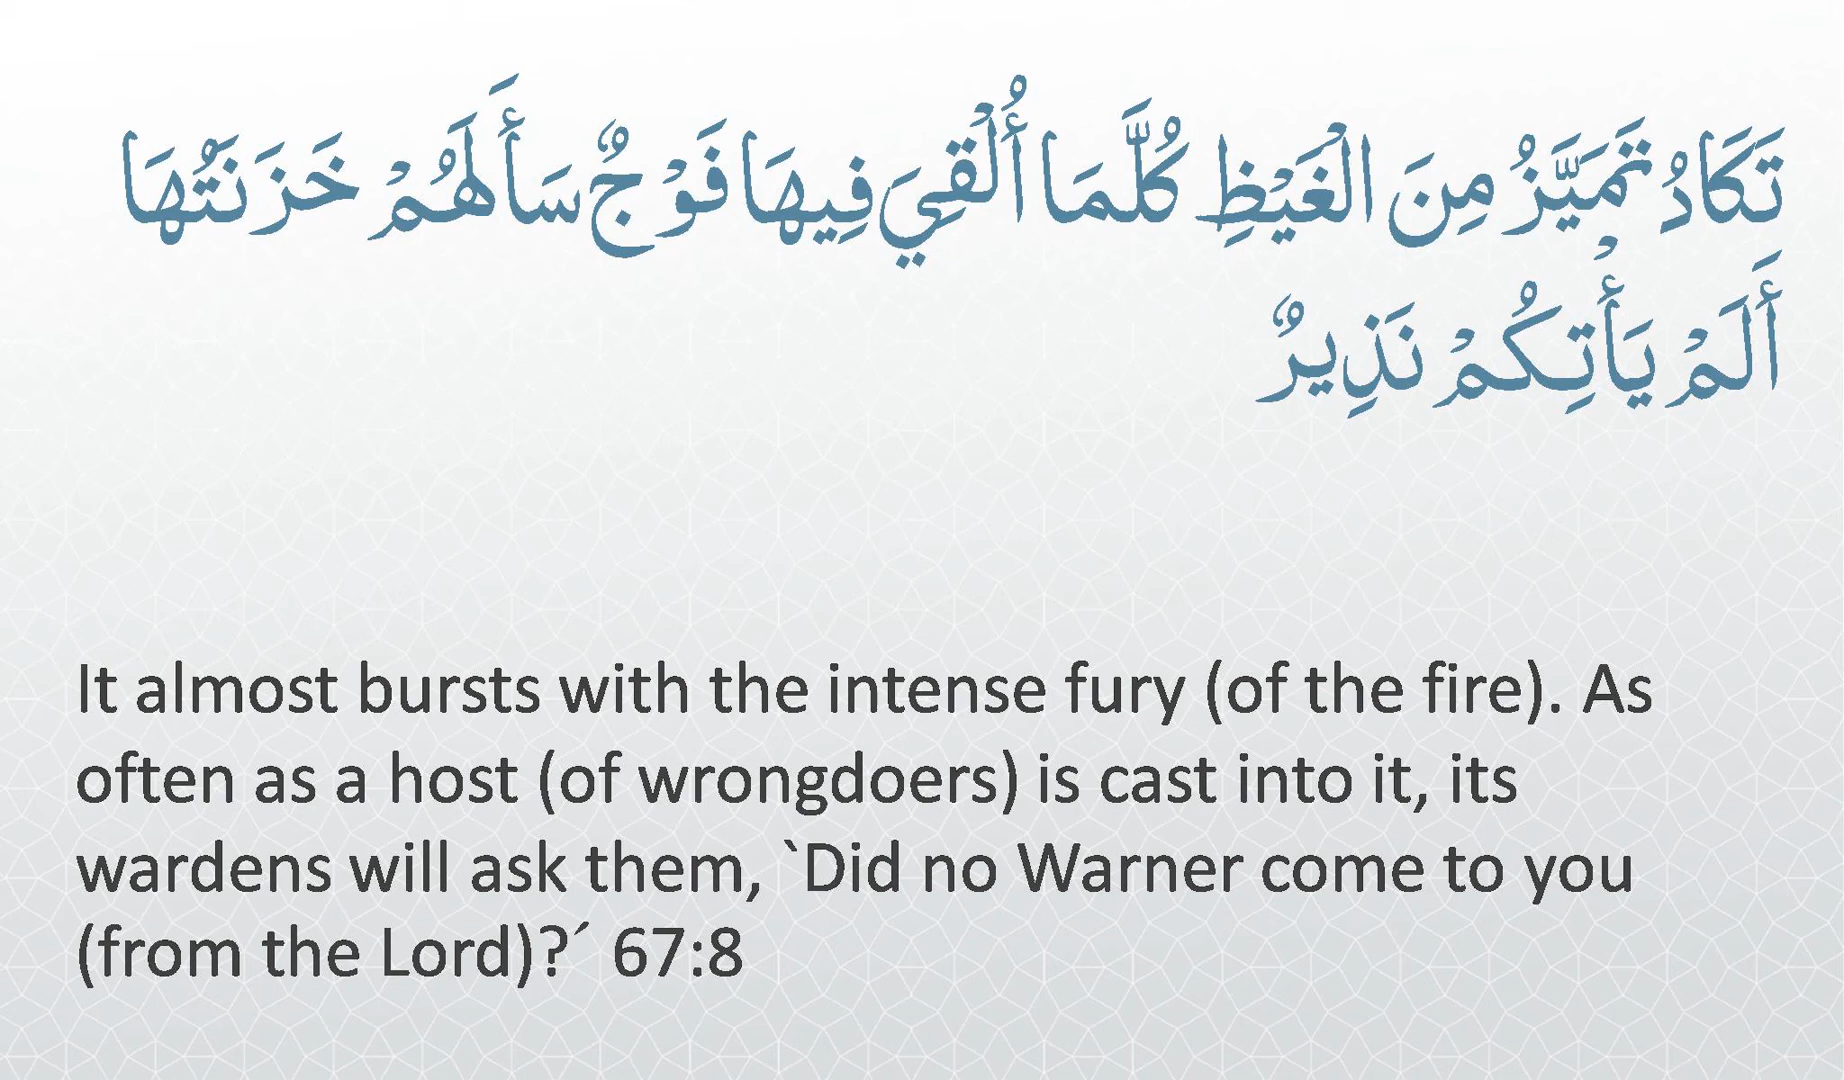 تَكَادُ تَمَيَّزُ مِنَ الْغَيْظِ كُلَّمَا أُلْقِيَ فِيهَا فَوْجٌ سَأَلَهُمْ خَزَنَتُهَا
أَلَمْ يَأْتِكُمْ نَذِيرٌ
It almost bursts with the intense fury (of the fire). As
often as a host (of wrongdoers) is cast into it, its
wardens will ask them, `Did no Warner come to you
(from the Lord)?´ 67:8